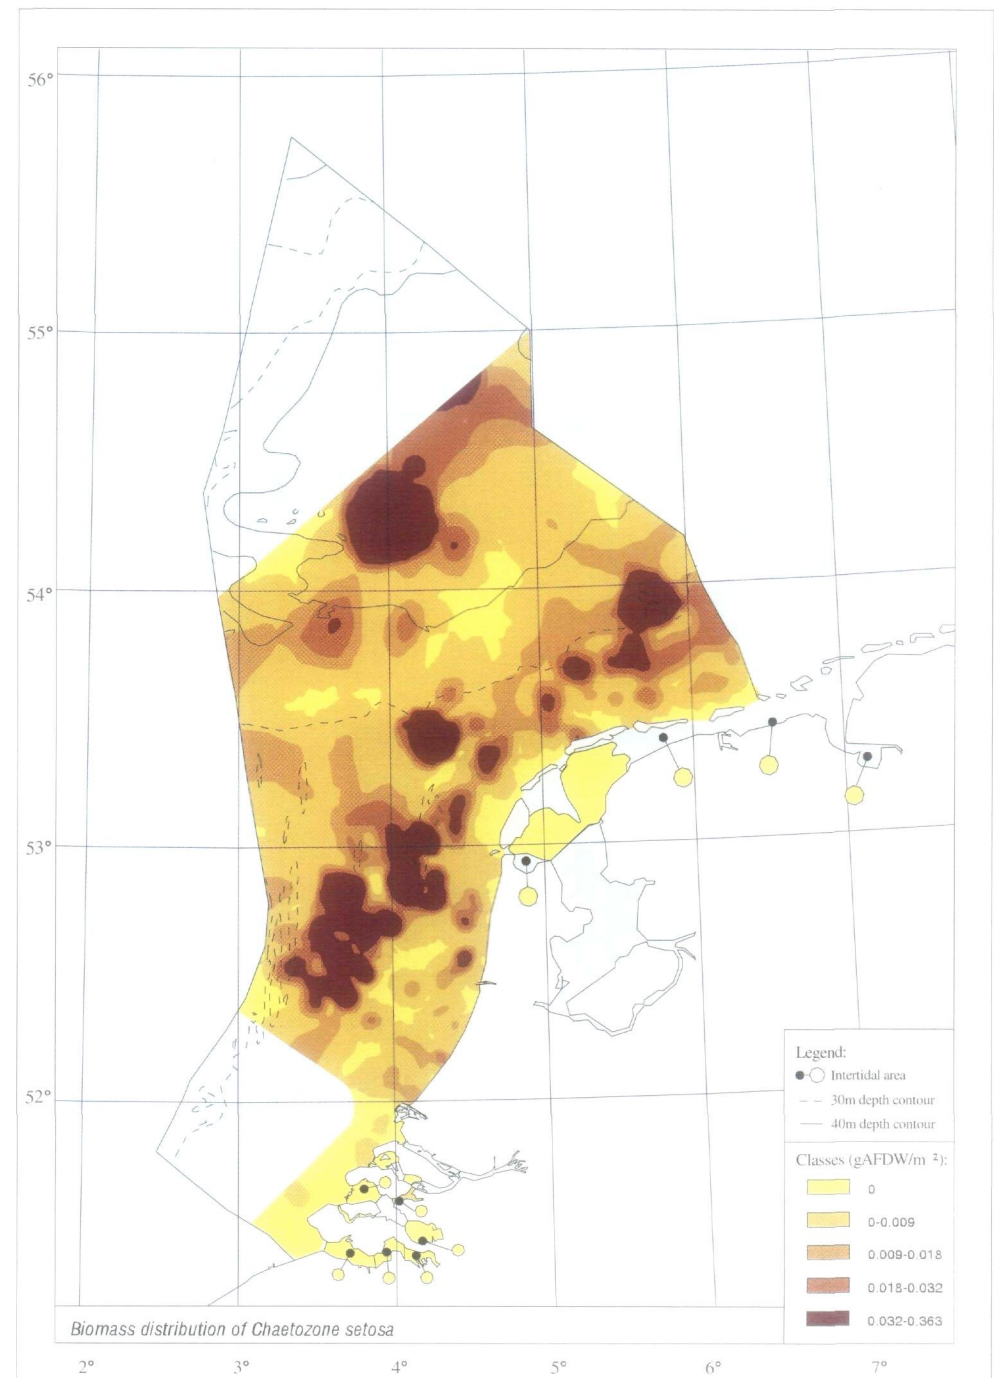 56°
55°
54°
53°
52°
Legend:
Intertidal area
30m depth contour
40m depth contour
Classes (gAFDW/m ²):
0
0-0.009
0.009-0.018
0.018-0.032
0.032-0.363
Biomass distribution of Chaetozone setosa
2° 3° 4° 5° 6° 7°